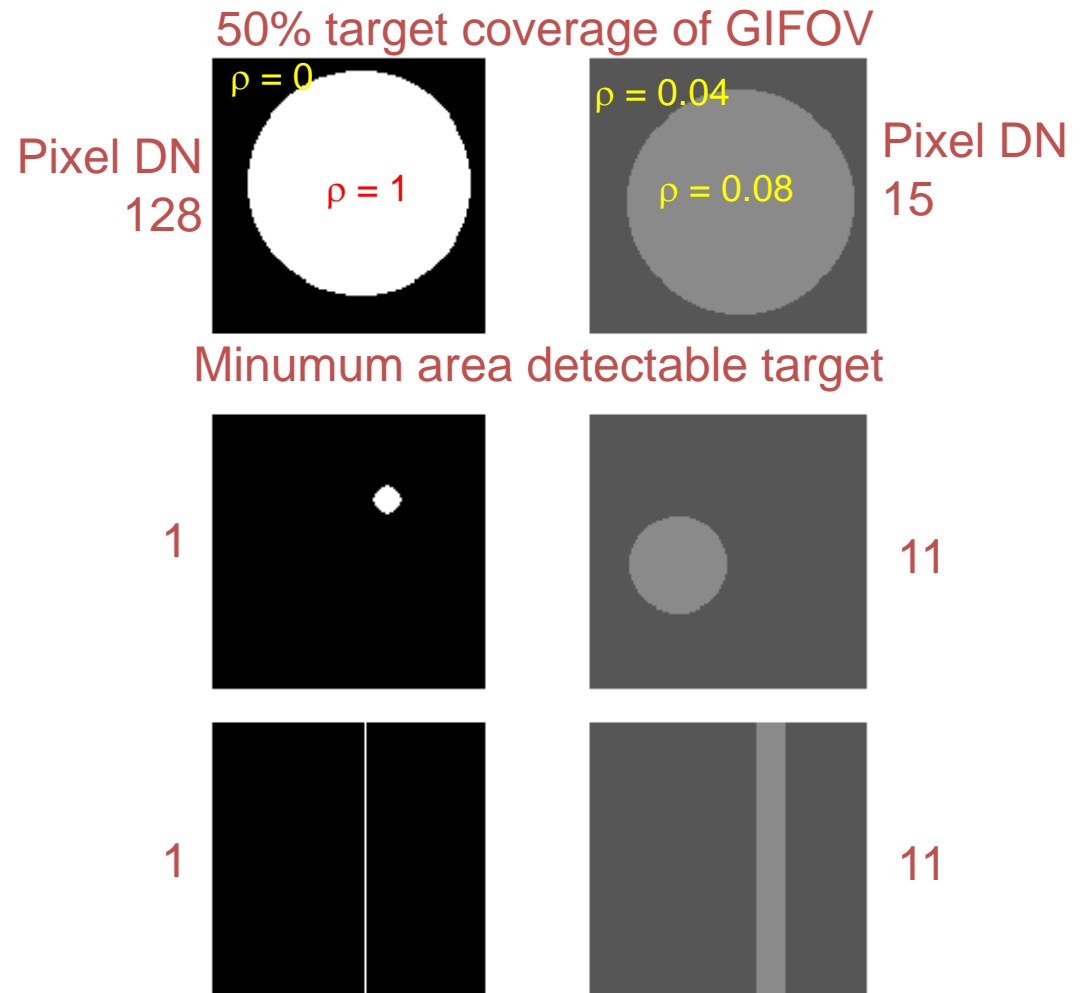 50% target coverage of GIFOV
ρ = 0
ρ = 0.04
Pixel DN
128
ρ = 1
ρ = 0.08
Pixel DN
15
Minumum area detectable target
1
11
1
11